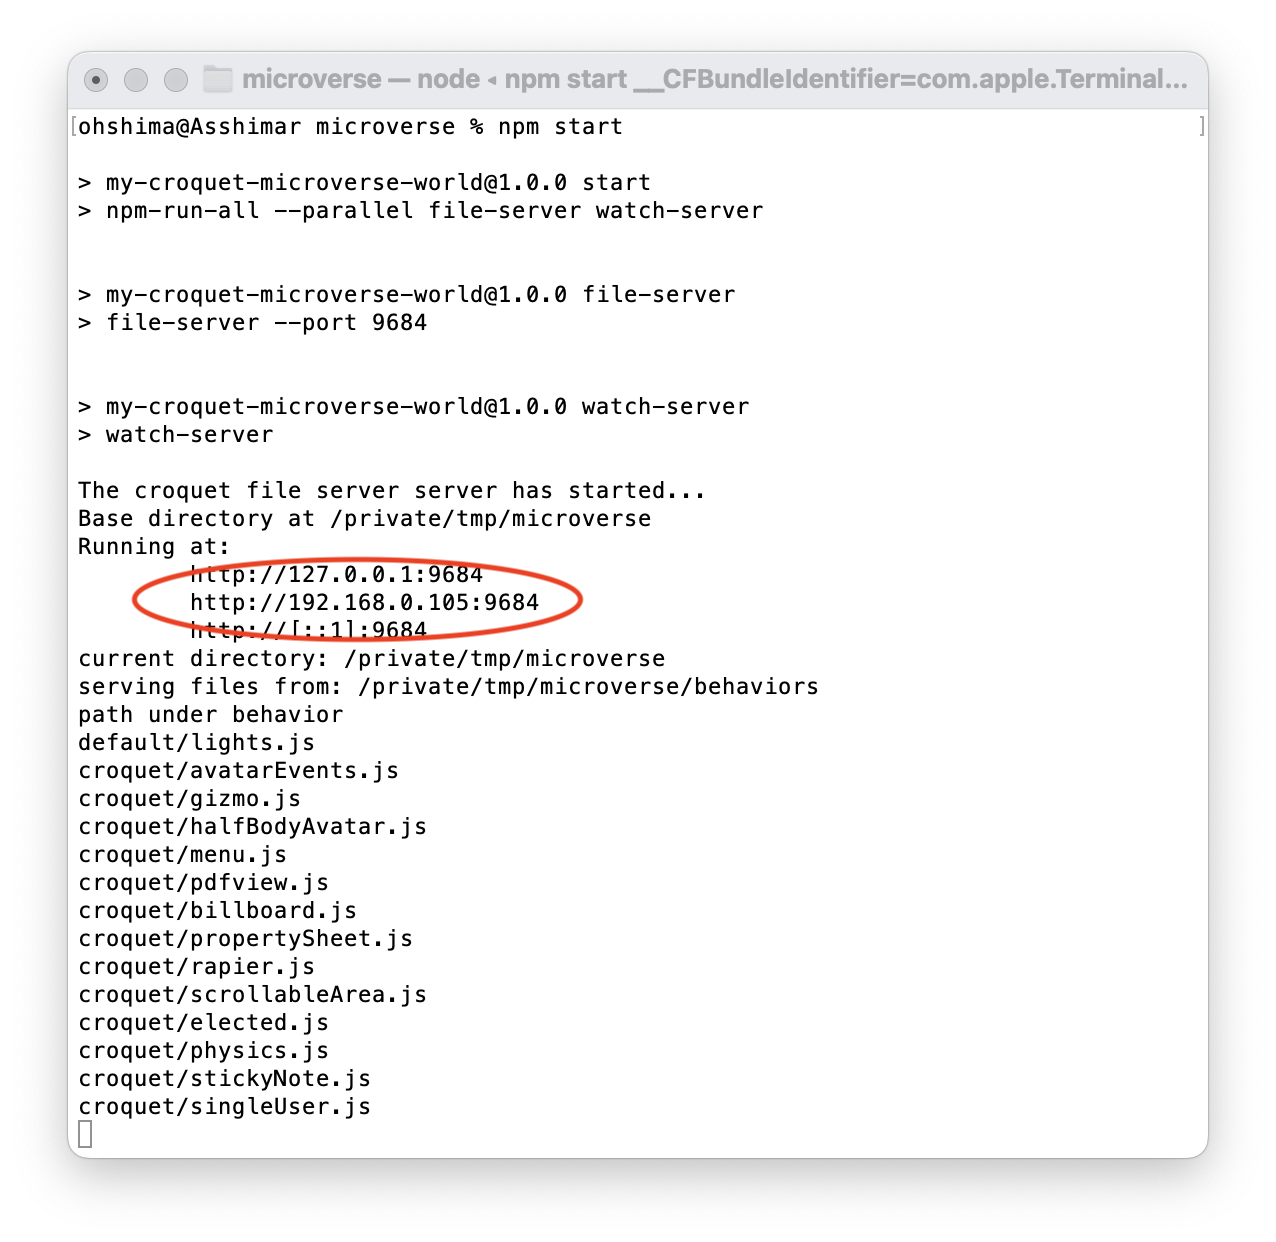 microverse — node ◂ npm start __CFBundleIdentifier=com.apple.Terminal...
[ohshima@Asshimar microverse % npm start ]
> my-croquet-microverse-world@1.0.0 start
> npm-run-all --parallel file-server watch-server
> my-croquet-microverse-world@1.0.0 file-server
> file-server --port 9684
> my-croquet-microverse-world@1.0.0 watch-server
> watch-server
The croquet file server server has started...
Base directory at /private/tmp/microverse
Running at:
http://127.0.0.1:9684
http://192.168.0.105:9684
http://[::1]:9684
current directory: /private/tmp/microverse
serving files from: /private/tmp/microverse/behaviors
path under behavior
default/lights.js
croquet/avatarEvents.js
croquet/gizmo.js
croquet/halfBodyAvatar.js
croquet/menu.js
croquet/pdfview.js
croquet/billboard.js
croquet/propertySheet.js
croquet/rapier.js
croquet/scrollableArea.js
croquet/elected.js
croquet/physics.js
croquet/stickyNote.js
croquet/singleUser.js